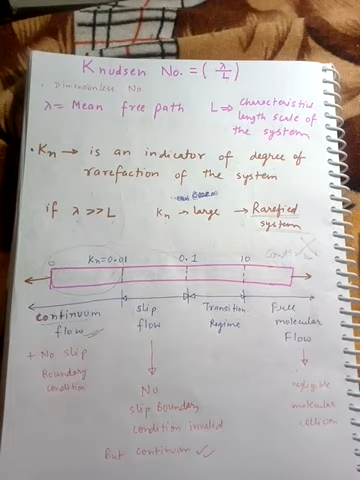 Knudsen No. = (λ/L)
. Dimensionless No.
λ = Mean free path L ⇒ characteristics
length scale of
the system
• Kn → is an indicator of degree of
rarefaction of the system
if λ >> L Kn → large → Rarefied
system
0 Kn=0.01 0.1 10
continuum slip Transition Full
flow flow Regime molecular
Flow
+ No slip
Boundary
condition
No
slip Boundary
condition invalid
But continuum ✓
negligible
molecular
collision